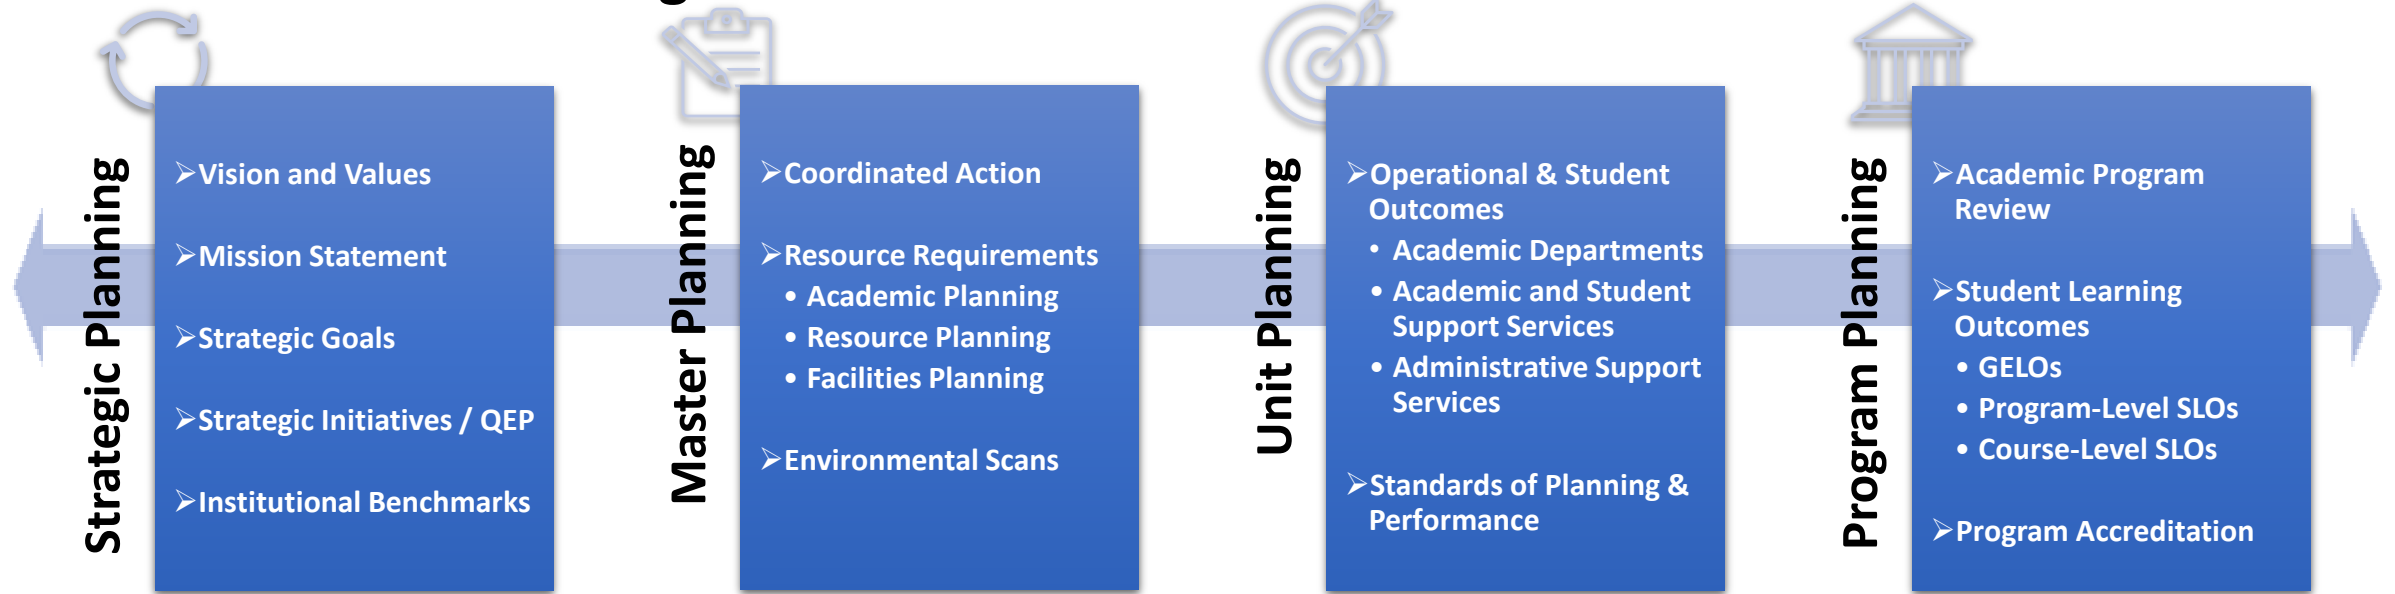 Strategic Planning
➢Vision and Values
➢Mission Statement
➢Strategic Goals
➢Strategic Initiatives / QEP
➢Institutional Benchmarks
Master Planning
➢Coordinated Action
➢Resource Requirements
• Academic Planning
• Resource Planning
• Facilities Planning
➢Environmental Scans
Unit Planning
➢Operational & Student
Outcomes
• Academic Departments
• Academic and Student
Support Services
• Administrative Support
Services
➢Standards of Planning &
Performance
Program Planning
➢Academic Program
Review
➢Student Learning
Outcomes
• GELOs
• Program-Level SLOs
• Course-Level SLOs
➢Program Accreditation